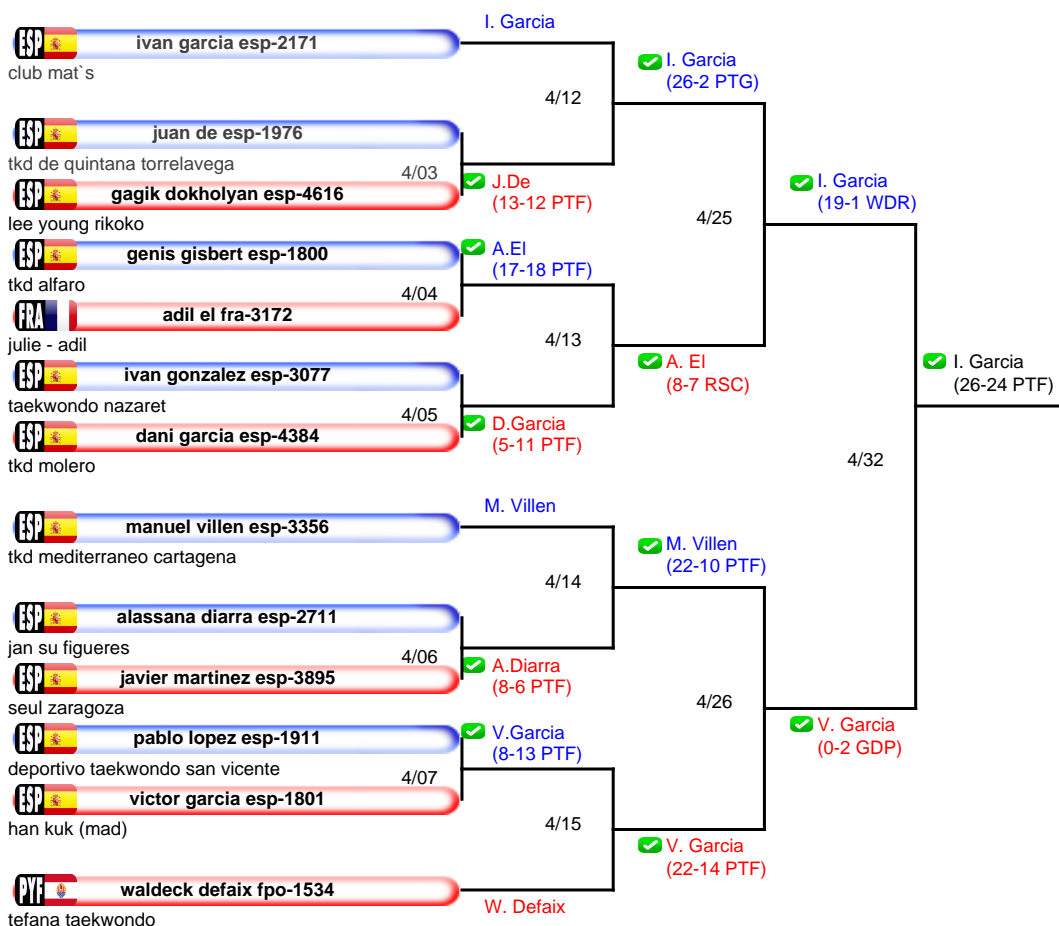 I. Garcia
ESP ivan garcia esp-2171
club mat`s
I. Garcia
(26-2 PTG)
4/12
ESP juan de esp-1976
tkd de quintana torrelavega
4/03
ESP gagik dokholyan esp-4616
lee young rikoko
J.De
(13-12 PTF)
I. Garcia
(19-1 WDR)
4/25
ESP genis gisbert esp-1800
tkd alfaro
A.El
(17-18 PTF)
4/04
FRA adil el fra-3172
julie - adil
4/13
A. El
(8-7 RSC)
I. Garcia
(26-24 PTF)
ESP ivan gonzalez esp-3077
taekwondo nazaret
4/05
ESP dani garcia esp-4384
tkd molero
D.Garcia
(5-11 PTF)
4/32
M. Villen
ESP manuel villen esp-3356
tkd mediterraneo cartagena
M. Villen
(22-10 PTF)
4/14
ESP alassana diarra esp-2711
jan su figueres
4/06
ESP javier martinez esp-3895
seul zaragoza
A.Diarra
(8-6 PTF)
4/26
V. Garcia
(0-2 GDP)
ESP pablo lopez esp-1911
deportivo taekwondo san vicente
V.Garcia
(8-13 PTF)
4/07
ESP victor garcia esp-1801
han kuk (mad)
4/15
V. Garcia
(22-14 PTF)
PYF waldeck defaix fpo-1534
tefana taekwondo
W. Defaix